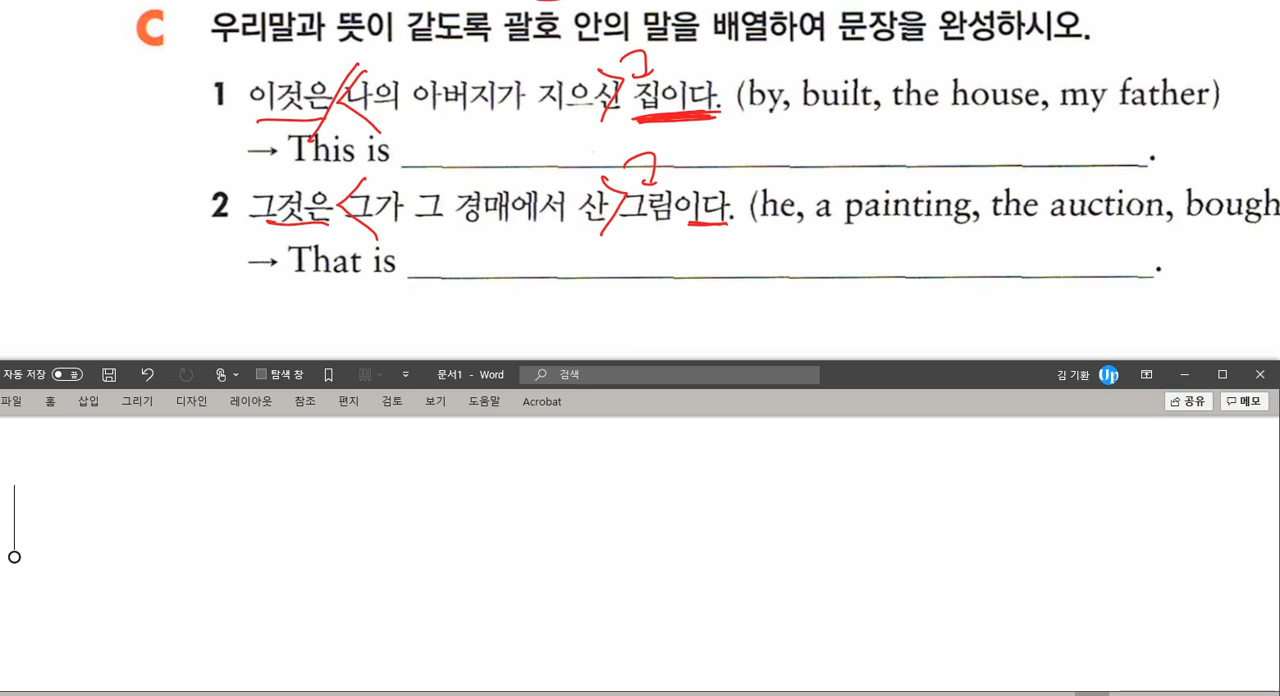 C 우리말과 뜻이 같도록 괄호 안의 말을 배열하여 문장을 완성하시오.
1 이것은 나의 아버지가 지으신 집이다. (by, built, the house, my father)
→ This is .
2 그것은 그가 그 경매에서 산 그림이다. (he, a painting, the auction, bough
→ That is .
자동 저장 끔 탐색 창 문서1 - Word 검색 김 기환 Up
파일 홈 삽입 그리기 디자인 레이아웃 참조 편지 검토 보기 도움말 Acrobat 공유 메모